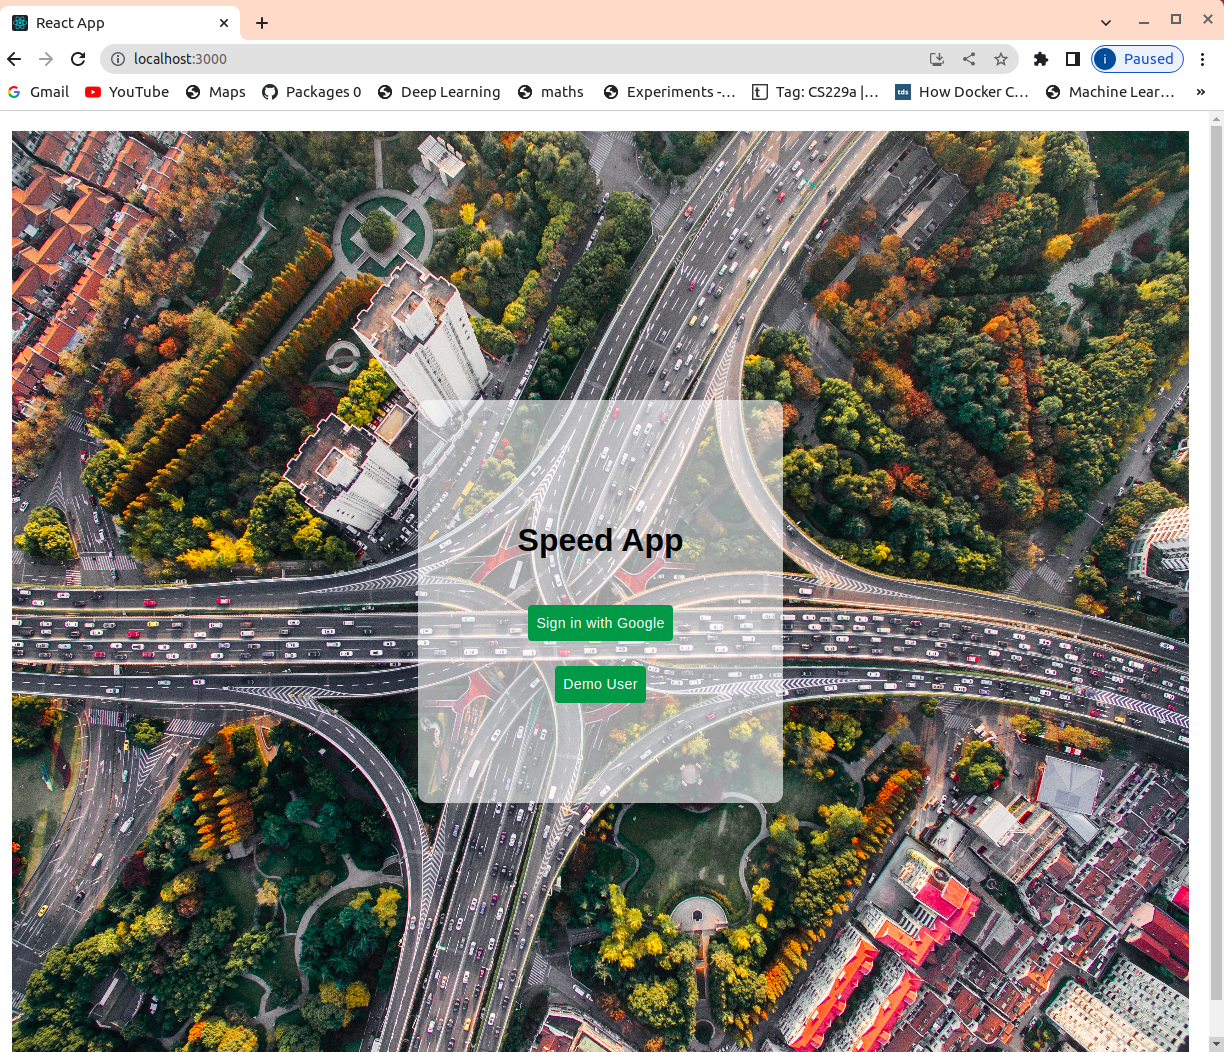 React App
localhost:3000
Paused
Gmail YouTube Maps Packages 0 Deep Learning maths Experiments -... Tag: CS229a |... How Docker C... Machine Lear... »
Speed App
Sign in with Google
Demo User